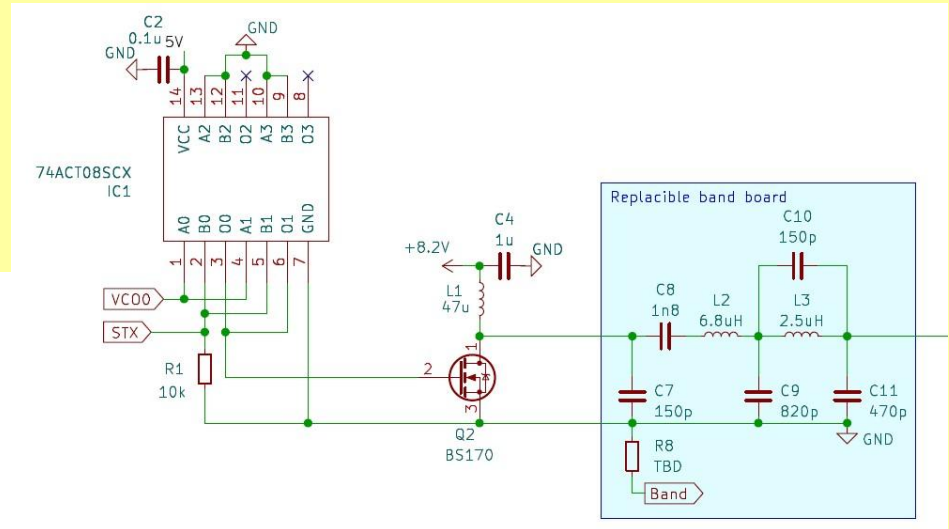 C2
0.1u
5V
GND
GND
14
13
12
11
10
9
8
VCC
A2
B2
O2
A3
B3
O3
74ACT08SCX
IC1
A0
B0
O0
A1
B1
O1
GND
1
2
3
4
5
6
7
VCO0
STX
R1
10k
+8.2V
C4
1u
GND
L1
47u
1
2
3
Q2
BS170
Replacible band board
C10
150p
C8
1n8
L2
6.8uH
L3
2.5uH
C7
150p
C9
820p
C11
470p
GND
R8
TBD
Band